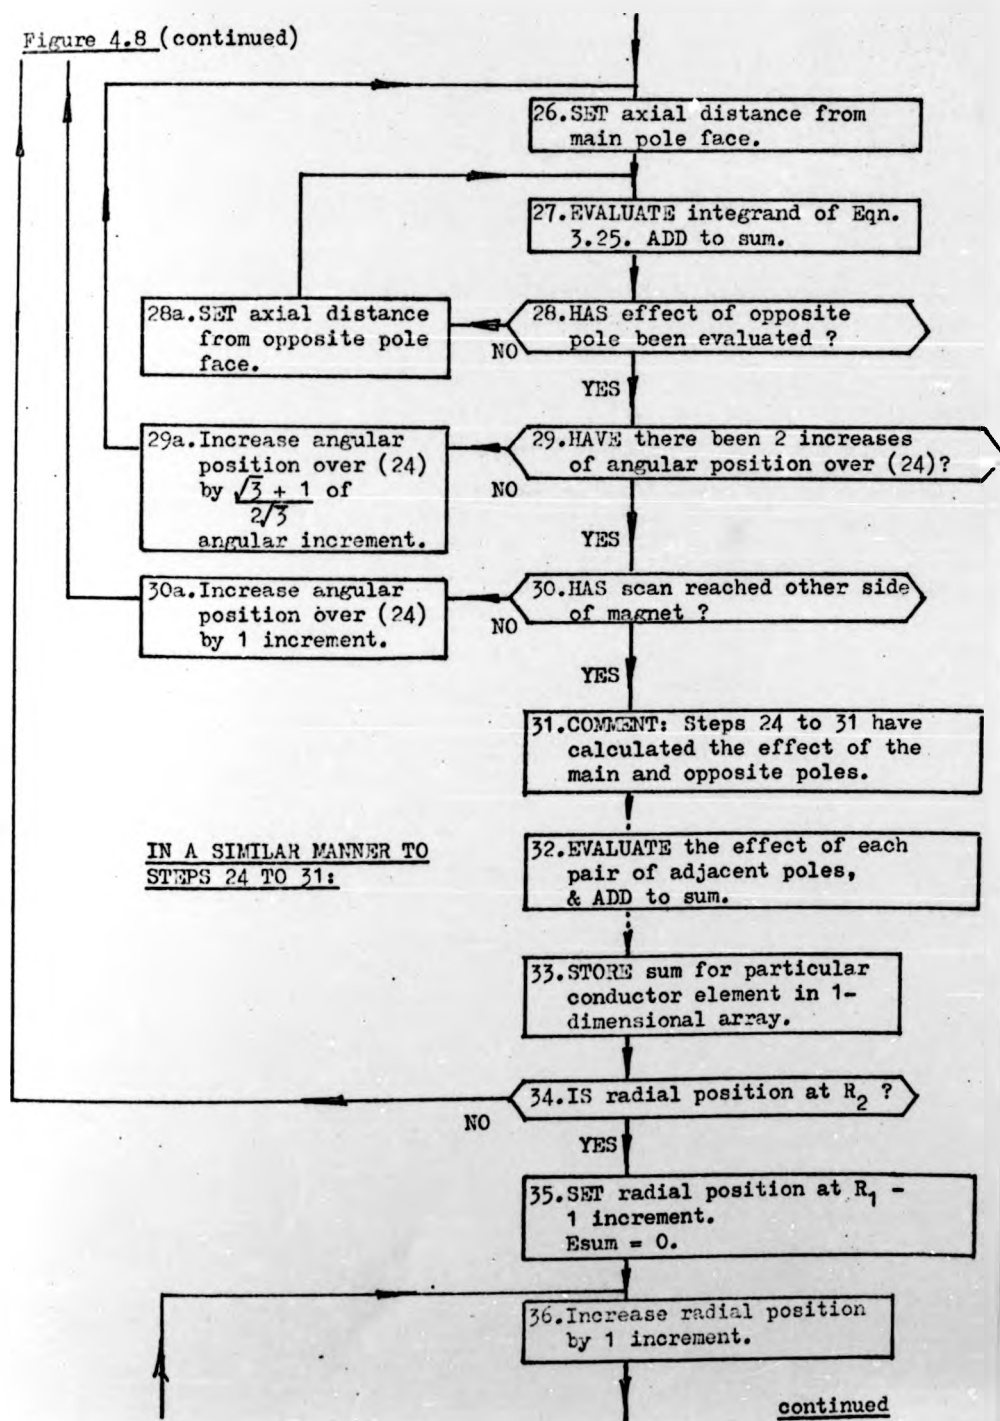 Figure 4.8 (continued)
26.SET axial distance from
main pole face.
27.EVALUATE integrand of Eqn.
3.25. ADD to sum.
28a.SET axial distance
from opposite pole
face.
28.HAS effect of opposite
pole been evaluated ?
NO
YES
29a.Increase angular
position over (24)
by √3 + 1 of
2√3
angular increment.
29.HAVE there been 2 increases
of angular position over (24)?
NO
YES
30a.Increase angular
position over (24)
by 1 increment.
30.HAS scan reached other side
of magnet ?
NO
YES
31.COMMENT: Steps 24 to 31 have
calculated the effect of the
main and opposite poles.
IN A SIMILAR MANNER TO
STEPS 24 TO 31:
32.EVALUATE the effect of each
pair of adjacent poles,
& ADD to sum.
33.STORE sum for particular
conductor element in 1-
dimensional array.
34.IS radial position at R₂ ?
NO
YES
35.SET radial position at R₁ -
1 increment.
Esum = 0.
36.Increase radial position
by 1 increment.
continued